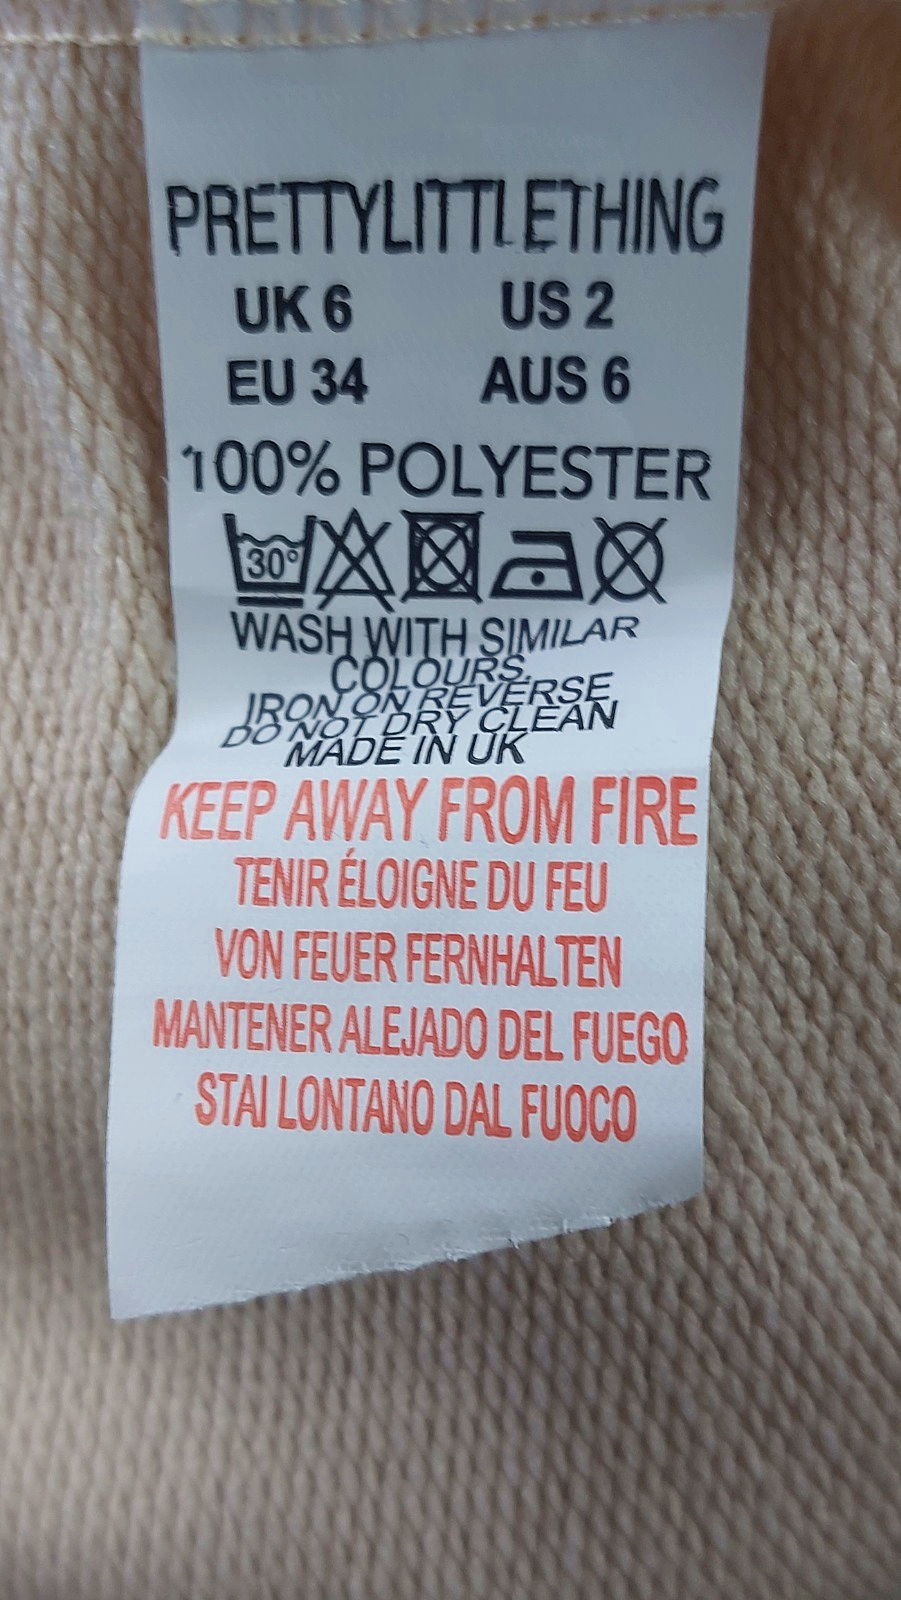 PRETTYLITTLETHING
UK 6 US 2
EU 34 AUS 6
100% POLYESTER
30°
WASH WITH SIMILAR
COLOURS.
IRON ON REVERSE
DO NOT DRY CLEAN
MADE IN UK
KEEP AWAY FROM FIRE
TENIR ÉLOIGNE DU FEU
VON FEUER FERNHALTEN
MANTENER ALEJADO DEL FUEGO
STAI LONTANO DAL FUOCO